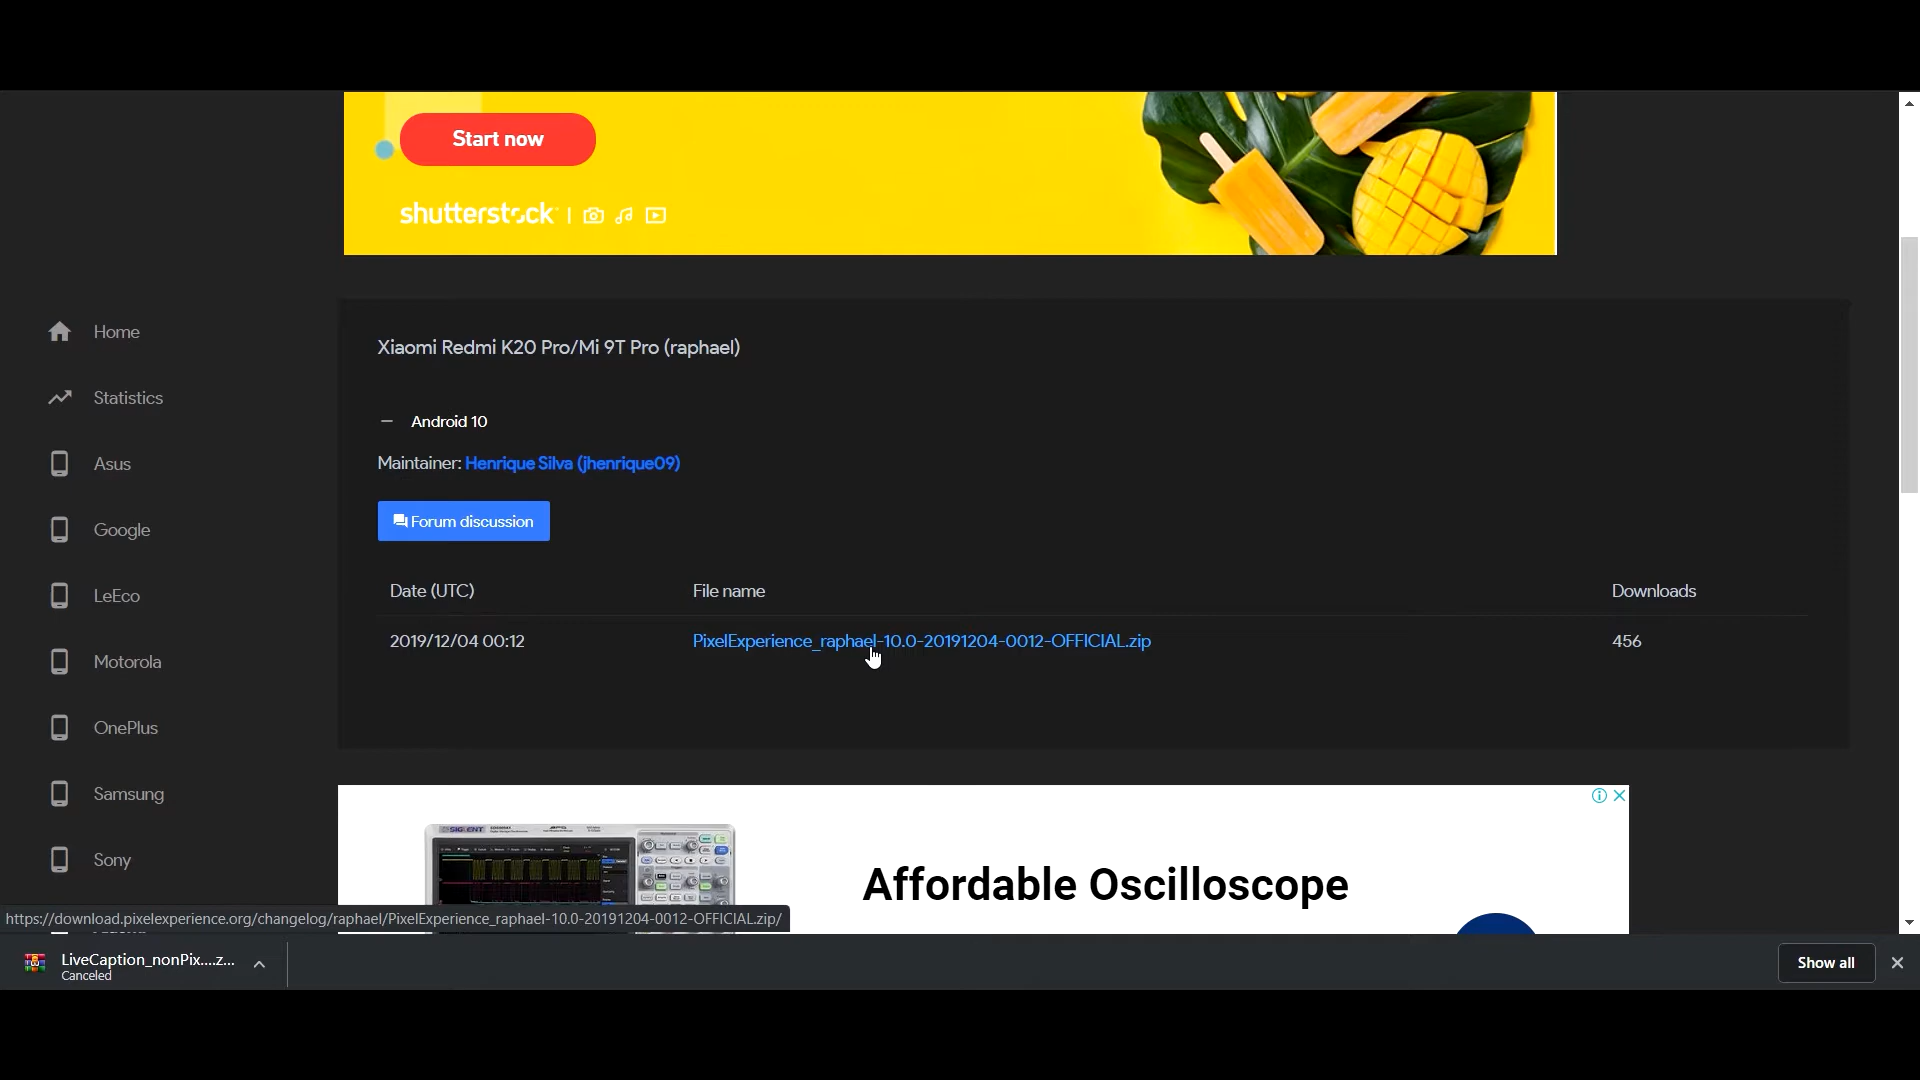 Start now
shutterstock
Home
Statistics
Asus
Google
LeEco
Motorola
OnePlus
Samsung
Sony
Xiaomi Redmi K20 Pro/Mi 9T Pro (raphael)
Android 10
Maintainer: Henrique Silva (jhenrique09)
Forum discussion
Date (UTC) File name Downloads
2019/12/04 00:12 PixelExperience_raphael-10.0-20191204-0012-OFFICIAL.zip 456
SIGLENT
Affordable Oscilloscope
https://download.pixelexperience.org/changelog/raphael/PixelExperience_raphael-10.0-20191204-0012-OFFICIAL.zip/
LiveCaption_nonPix....z...
Canceled
Show all